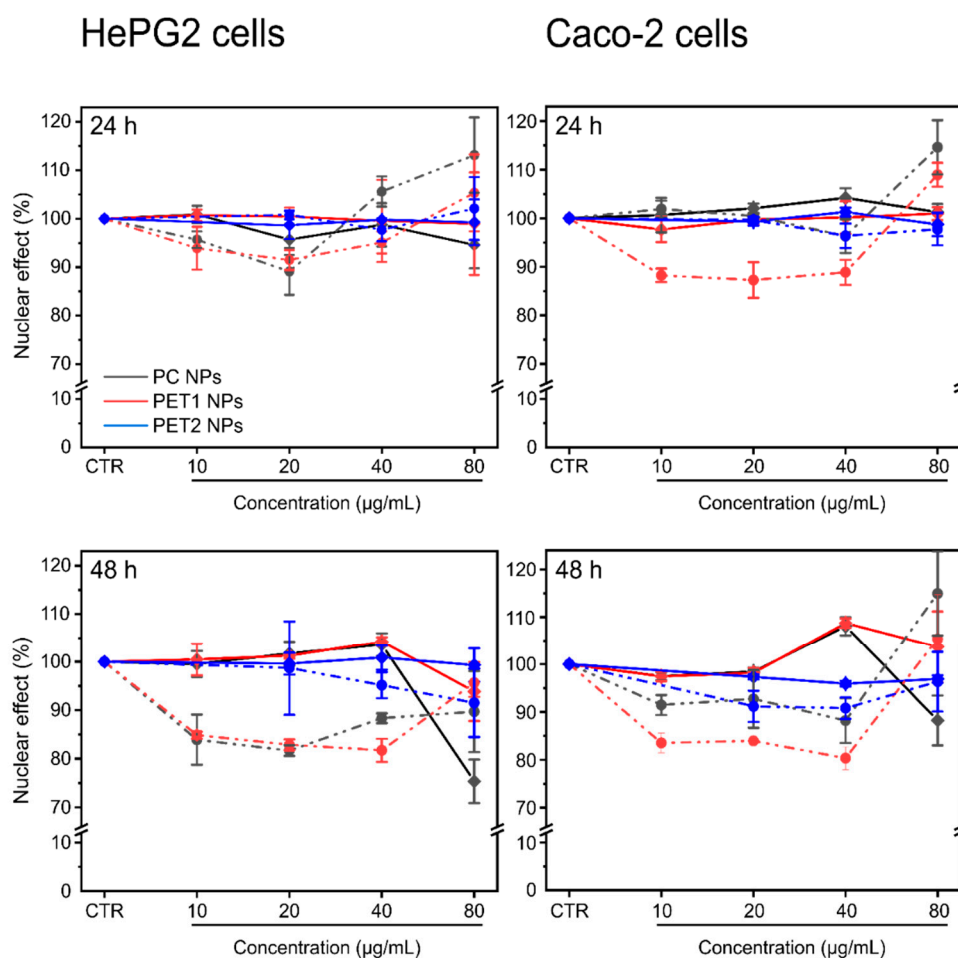 HePG2 cells
Caco-2 cells
24 h
Nuclear effect (%)
120
110
100
90
80
70
10
0
PC NPs
PET1 NPs
PET2 NPs
CTR 10 20 40 80
Concentration (µg/mL)
24 h
120
110
100
90
80
70
10
0
CTR 10 20 40 80
Concentration (µg/mL)
48 h
Nuclear effect (%)
120
110
100
90
80
70
10
0
CTR 10 20 40 80
Concentration (µg/mL)
48 h
120
110
100
90
80
70
10
0
CTR 10 20 40 80
Concentration (µg/mL)